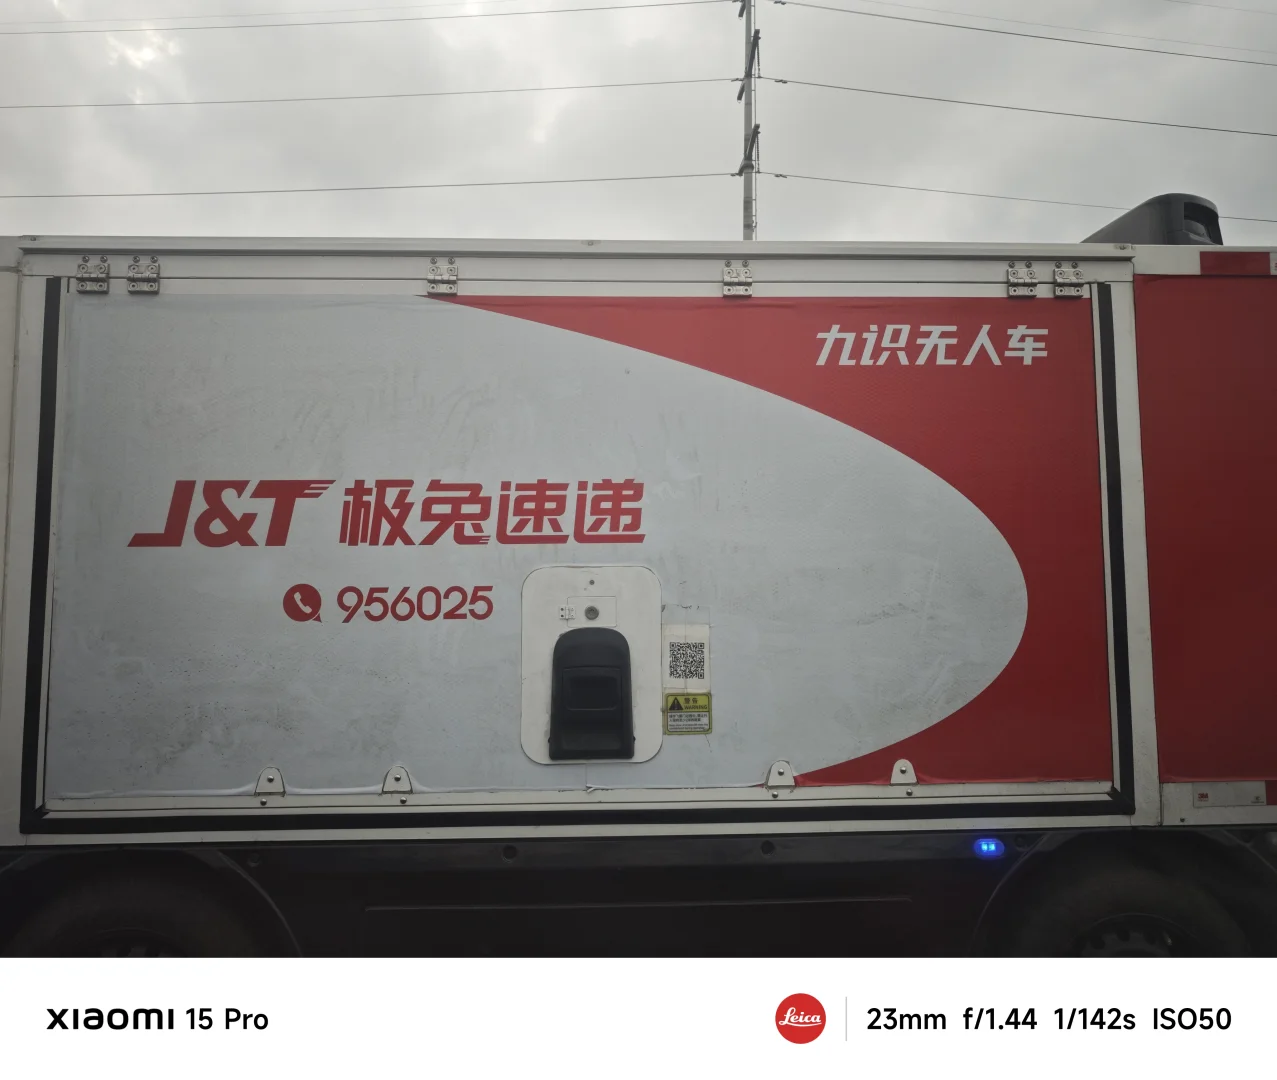 九识无人车
J&T 极兔速递
956025
WARNING
XIAOMI 15 Pro
Leica
23mm f/1.44 1/142s ISO50